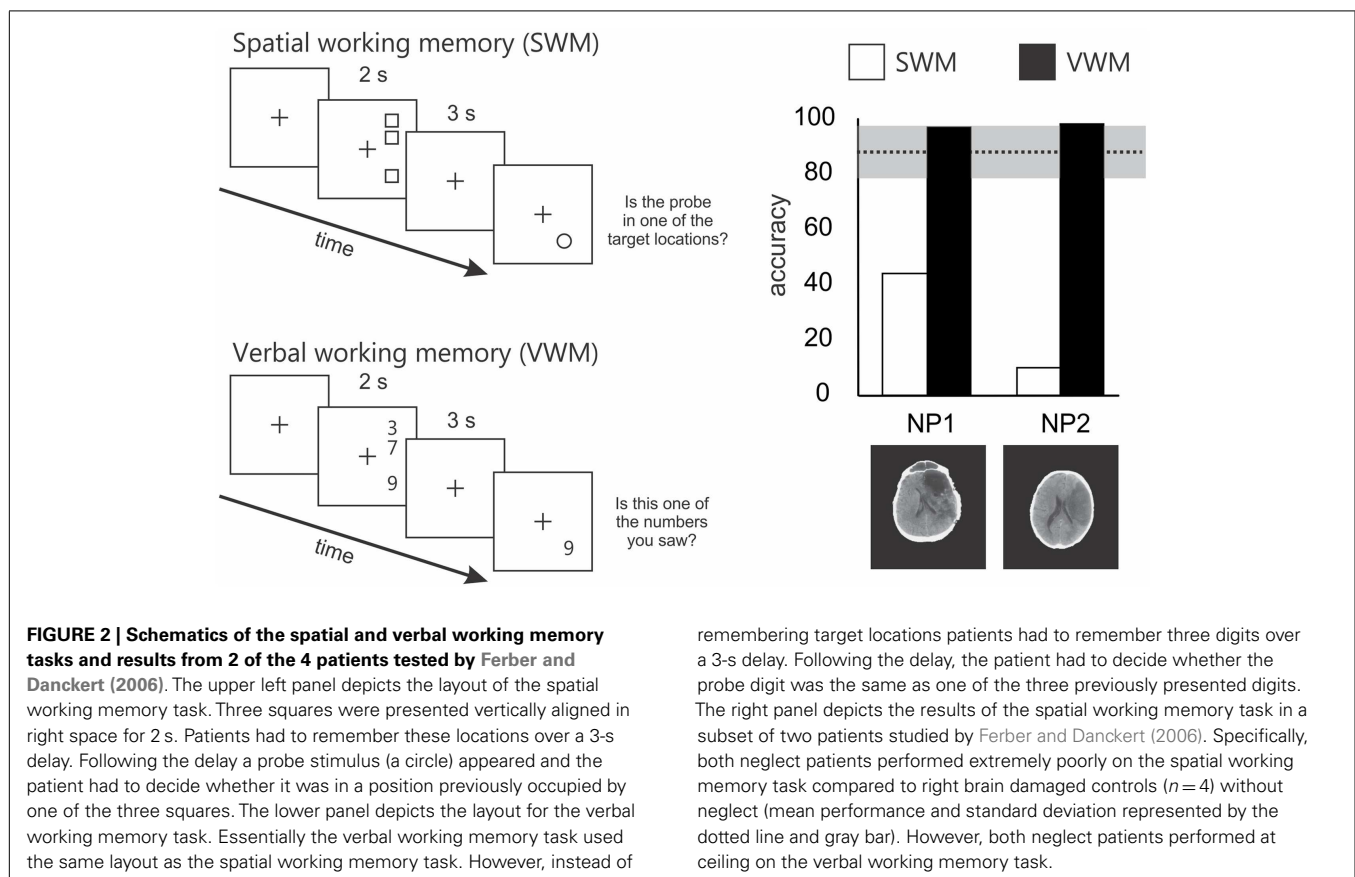 Spatial working memory (SWM)
2 s
3 s
Is the probe
in one of the
target locations?
time
Verbal working memory (VWM)
2 s
3
7
9
3 s
9
Is this one of
the numbers
you saw?
time
SWM VWM
100
80
60
40
20
0
accuracy
NP1 NP2
FIGURE 2 | Schematics of the spatial and verbal working memory
tasks and results from 2 of the 4 patients tested by Ferber and
Danckert (2006). The upper left panel depicts the layout of the spatial
working memory task. Three squares were presented vertically aligned in
right space for 2 s. Patients had to remember these locations over a 3-s
delay. Following the delay a probe stimulus (a circle) appeared and the
patient had to decide whether it was in a position previously occupied by
one of the three squares. The lower panel depicts the layout for the verbal
working memory task. Essentially the verbal working memory task used
the same layout as the spatial working memory task. However, instead of
remembering target locations patients had to remember three digits over
a 3-s delay. Following the delay, the patient had to decide whether the
probe digit was the same as one of the three previously presented digits.
The right panel depicts the results of the spatial working memory task in a
subset of two patients studied by Ferber and Danckert (2006). Specifically,
both neglect patients performed extremely poorly on the spatial working
memory task compared to right brain damaged controls (n = 4) without
neglect (mean performance and standard deviation represented by the
dotted line and gray bar). However, both neglect patients performed at
ceiling on the verbal working memory task.